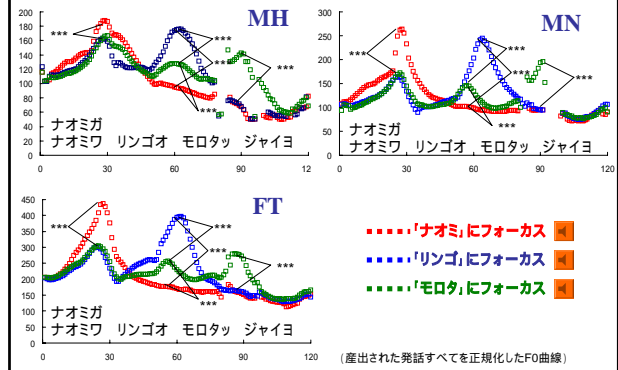 MH
200
180
160
140
120
100
80
60
40
20
0
*** *** *** *** ***
ナオミガ
ナオミワ リンゴオ モロタッ ジャイヨ
0 30 60 90 120
MN
300
250
200
150
100
50
0
*** *** *** *** ***
ナオミガ
ナオミワ リンゴオ モロタッ ジャイヨ
0 30 60 90 120
FT
450
400
350
300
250
200
150
100
50
0
*** *** *** *** ***
ナオミガ
ナオミワ リンゴオ モロタッ ジャイヨ
0 30 60 90 120
「ナオミ」にフォーカス
「リンゴ」にフォーカス
「モロタ」にフォーカス
(産出された発話すべてを正規化したF0曲線)